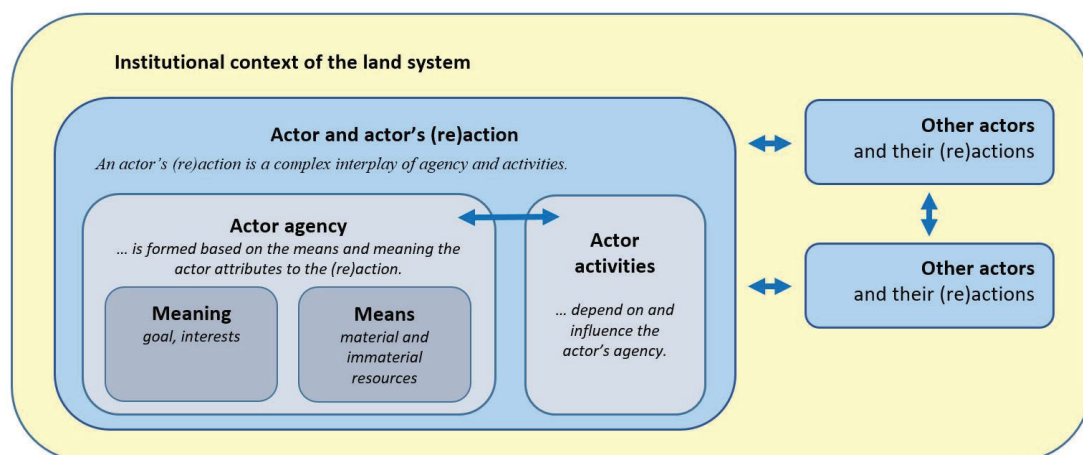 Institutional context of the land system
Actor and actor’s (re)action
An actor’s (re)action is a complex interplay of agency and activities.
Actor agency
… is formed based on the means and meaning the
actor attributes to the (re)action.
Meaning
goal, interests
Means
material and
immaterial
resources
Actor
activities
… depend on and
influence the
actor’s agency.
Other actors
and their (re)actions
Other actors
and their (re)actions